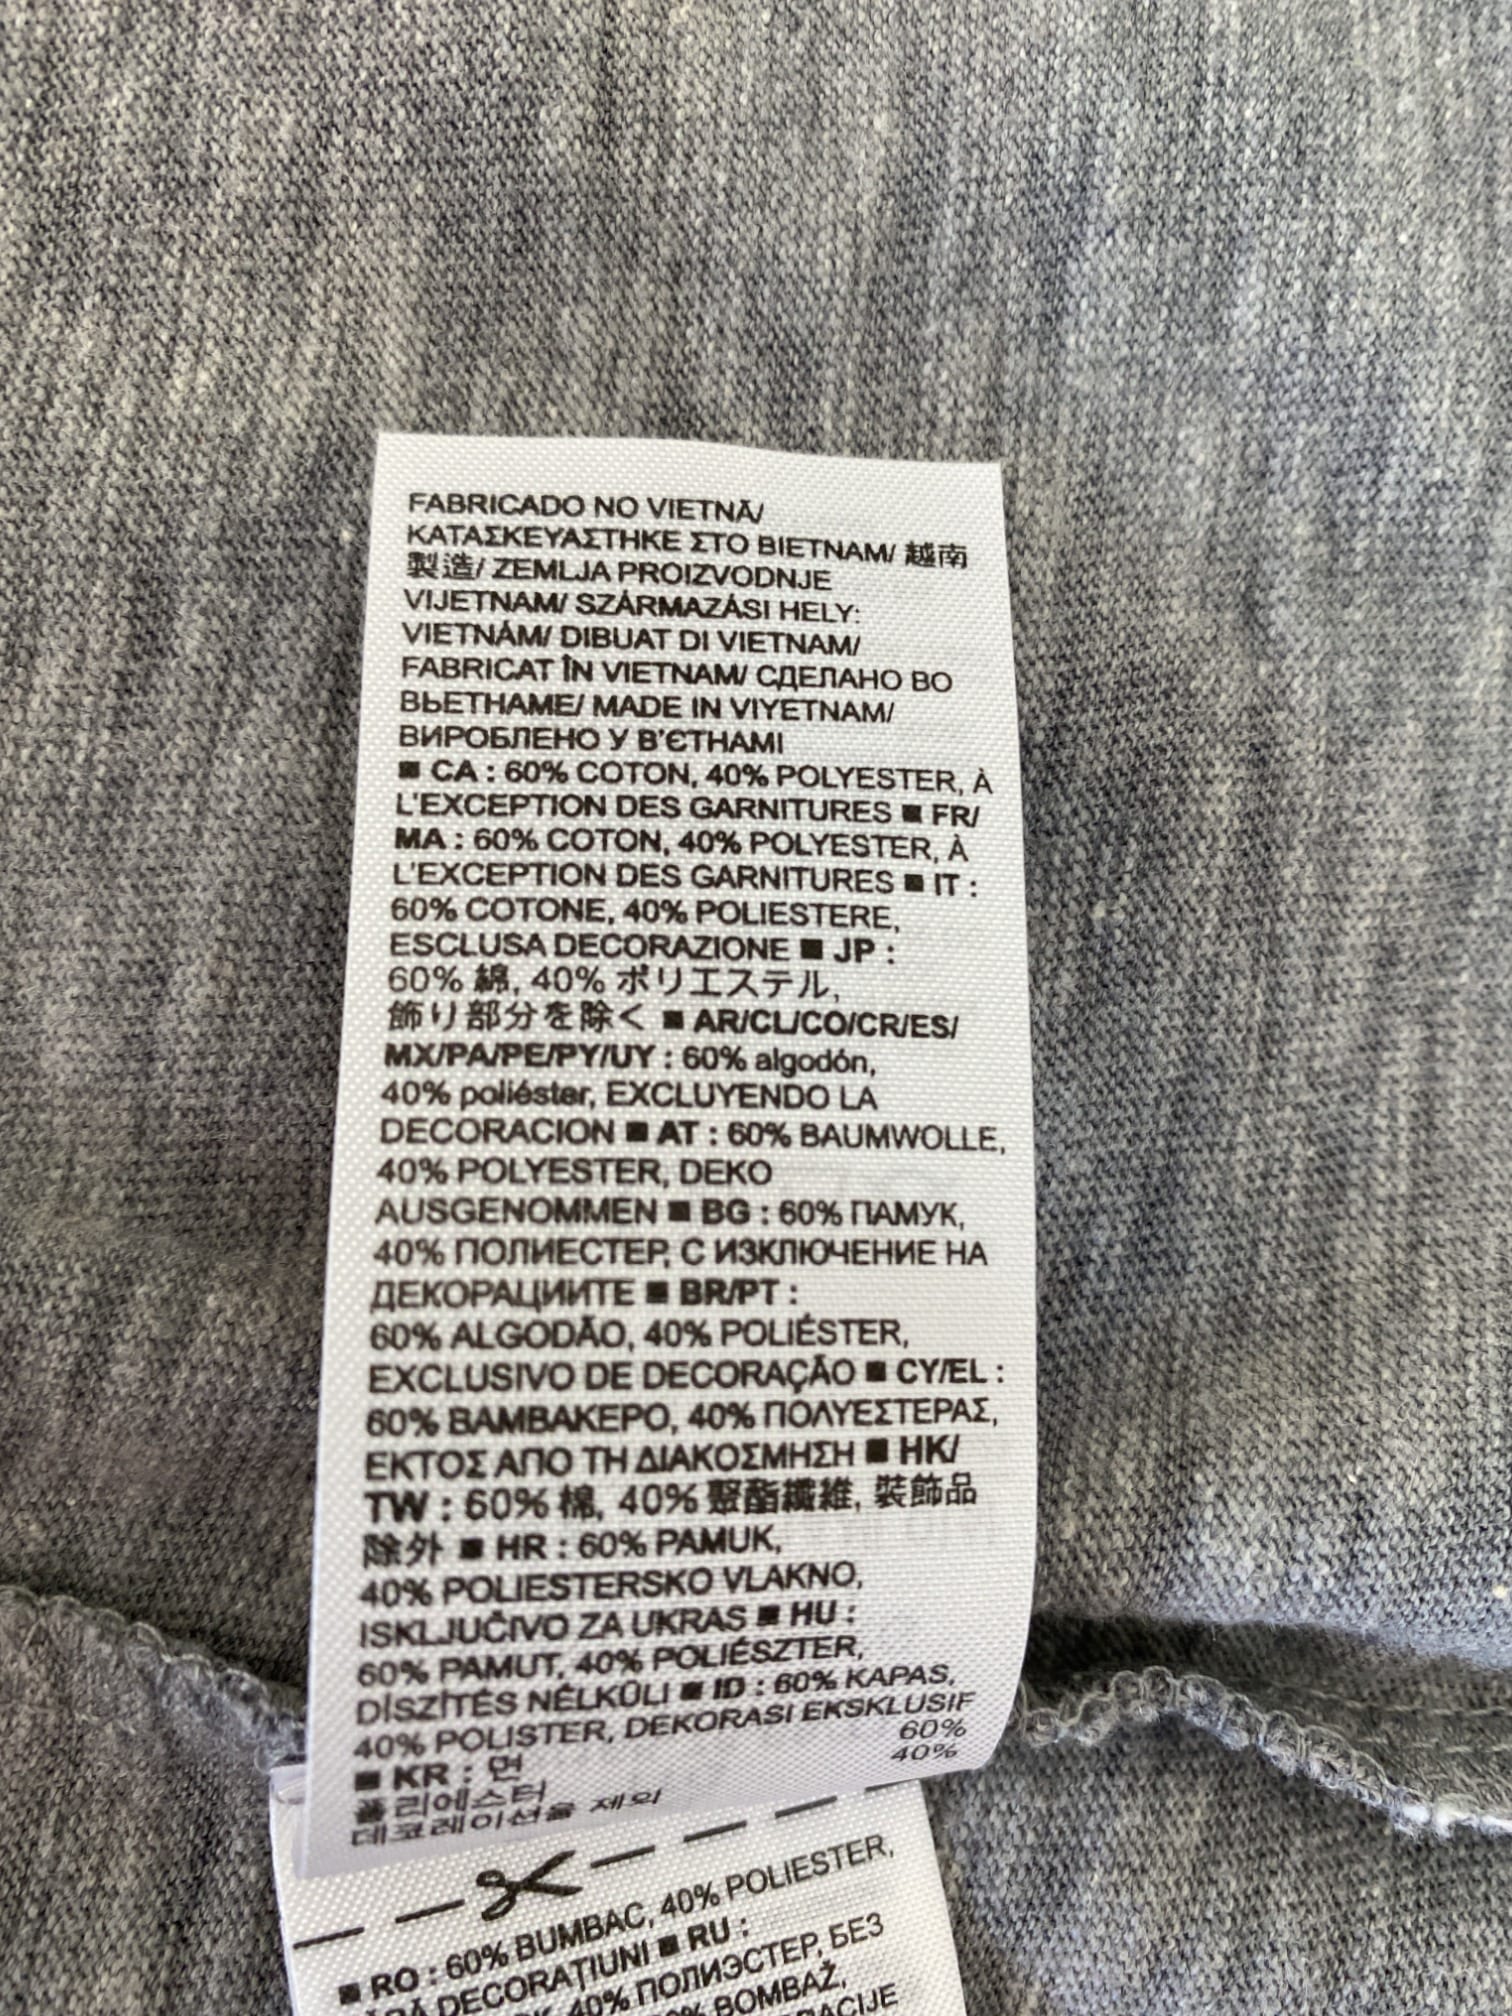 FABRICADO NO VIETNÃ/
ΚΑΤΑΣΚΕΥΑΣΤΗΚΕ ΣΤΟ ΒΙΕΤΝΑΜ/ 越南
製造/ ZEMLJA PROIZVODNJE
VIJETNAM/ SZÁRMAZÁSI HELY:
VIETNÁM/ DIBUAT DI VIETNAM/
FABRICAT ÎN VIETNAM/ СДЕЛАНО ВО
ВЬЕТНАМЕ/ MADE IN VIYETNAM/
ВИРОБЛЕНО У В'ЄТНАМІ
■ CA : 60% COTON, 40% POLYESTER, À
L'EXCEPTION DES GARNITURES ■ FR/
MA : 60% COTON, 40% POLYESTER, À
L'EXCEPTION DES GARNITURES ■ IT :
60% COTONE, 40% POLIESTERE,
ESCLUSA DECORAZIONE ■ JP :
60% 綿, 40% ポリエステル,
飾り部分を除く ■ AR/CL/CO/CR/ES/
MX/PA/PE/PY/UY : 60% algodón,
40% poliéster, EXCLUYENDO LA
DECORACION ■ AT : 60% BAUMWOLLE,
40% POLYESTER, DEKO
AUSGENOMMEN ■ BG : 60% ПАМУК,
40% ПОЛИЕСТЕР, С ИЗКЛЮЧЕНИЕ НА
ДЕКОРАЦИИТЕ ■ BR/PT :
60% ALGODÃO, 40% POLIÉSTER,
EXCLUSIVO DE DECORAÇÃO ■ CY/EL :
60% ΒΑΜΒΑΚΕΡΟ, 40% ΠΟΛΥΕΣΤΕΡΑΣ,
ΕΚΤΟΣ ΑΠΟ ΤΗ ΔΙΑΚΟΣΜΗΣΗ ■ HK/
TW : 60% 棉, 40% 聚酯纖維, 裝飾品
除外 ■ HR : 60% PAMUK,
40% POLIESTERSKO VLAKNO,
ISKLJUČIVO ZA UKRAS ■ HU :
60% PAMUT, 40% POLIÉSZTER,
DÍSZÍTÉS NÉLKÜLI ■ ID : 60% KAPAS,
40% POLISTER, DEKORASI EKSKLUSIF
■ KR : 면 60%
폴리에스터 40%
데코레이션을 제외
■ RO : 60% BUMBAC, 40% POLIESTER,
DECORAȚIUNI ■ RU :
40% ПОЛИЭСТЕР, БЕЗ
BOMBAŽ,